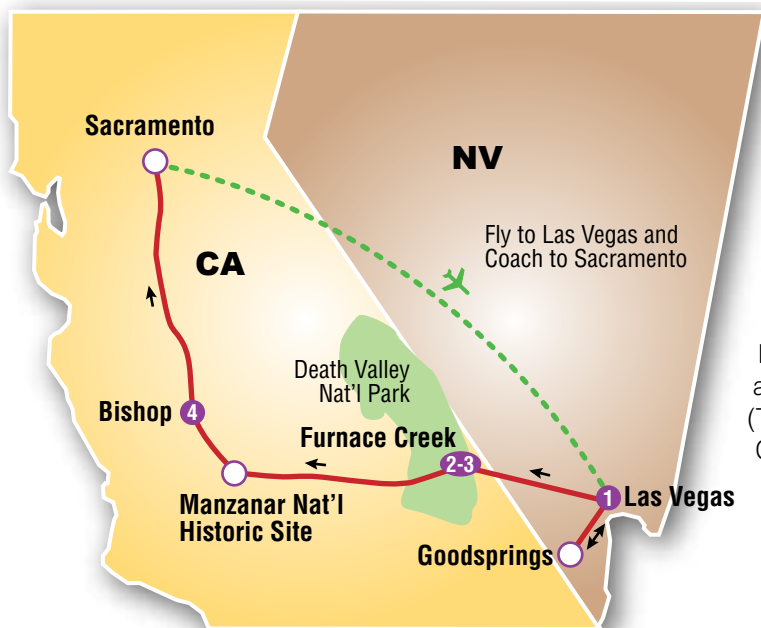 Sacramento
NV
Fly to Las Vegas and
Coach to Sacramento
CA
Death Valley
Nat'l Park
Bishop
4
Furnace Creek
2-3
Manzanar Nat'l
Historic Site
1
Las Vegas
Goodsprings
a
(T